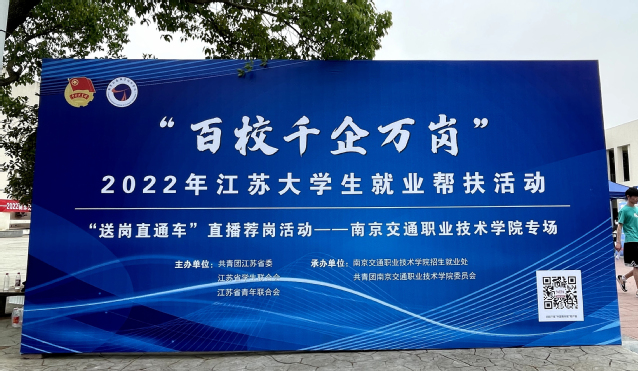 “百校千企万岗”
2022年江苏大学生就业帮扶活动
“送岗直通车”直播荐岗活动——南京交通职业技术学院专场
主办单位：共青团江苏省委
江苏省学生联合会
江苏省青年联合会
承办单位：南京交通职业技术学院招生就业处
共青团南京交通职业技术学院委员会